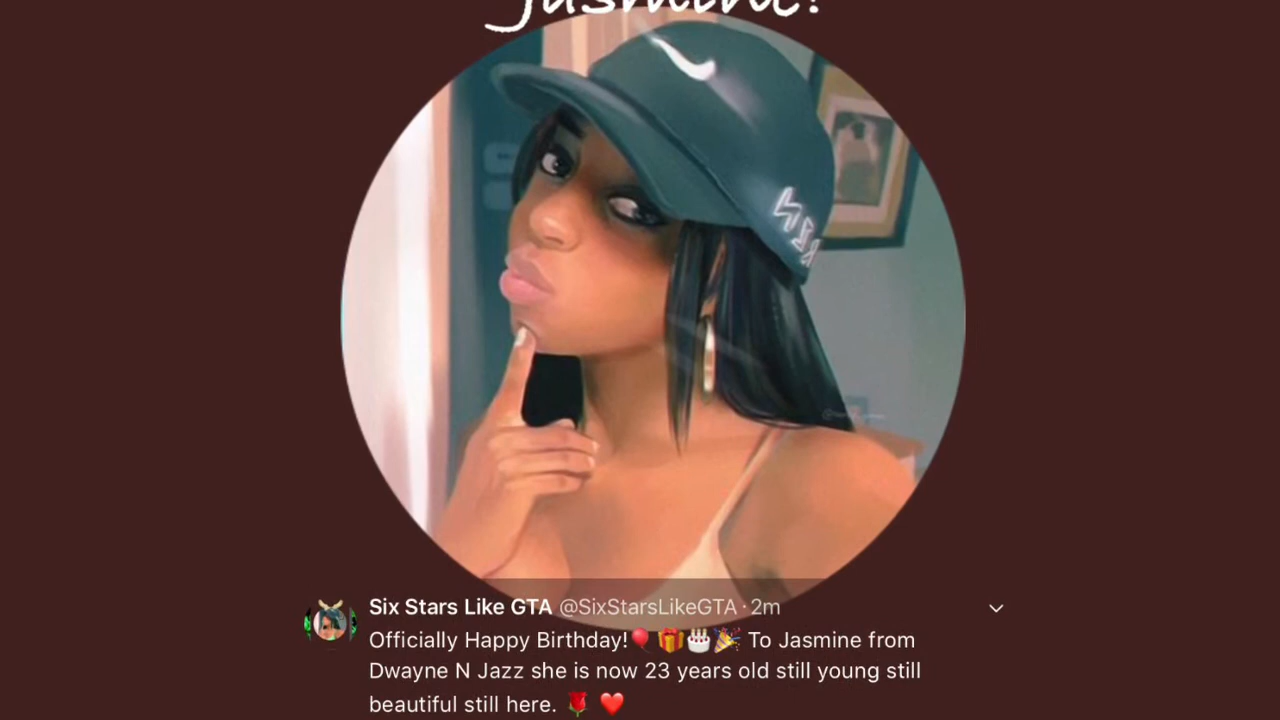 Jasmine!
Six Stars Like GTA @SixStarsLikeGTA · 2m
Officially Happy Birthday!🎈🎁🎂🎉 To Jasmine from
Dwayne N Jazz she is now 23 years old still young still
beautiful still here. 🌹 ❤️